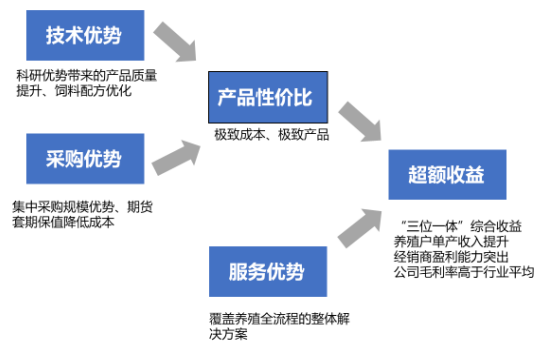 技术优势
科研优势带来的产品质量
提升、饲料配方优化
产品性价比
极致成本、极致产品
采购优势
集中采购规模优势、期货
套期保值降低成本
超额收益
“三位一体”综合收益
养殖户单产收入提升
经销商盈利能力突出
公司毛利率高于行业平均
服务优势
覆盖养殖全流程的整体解
决方案